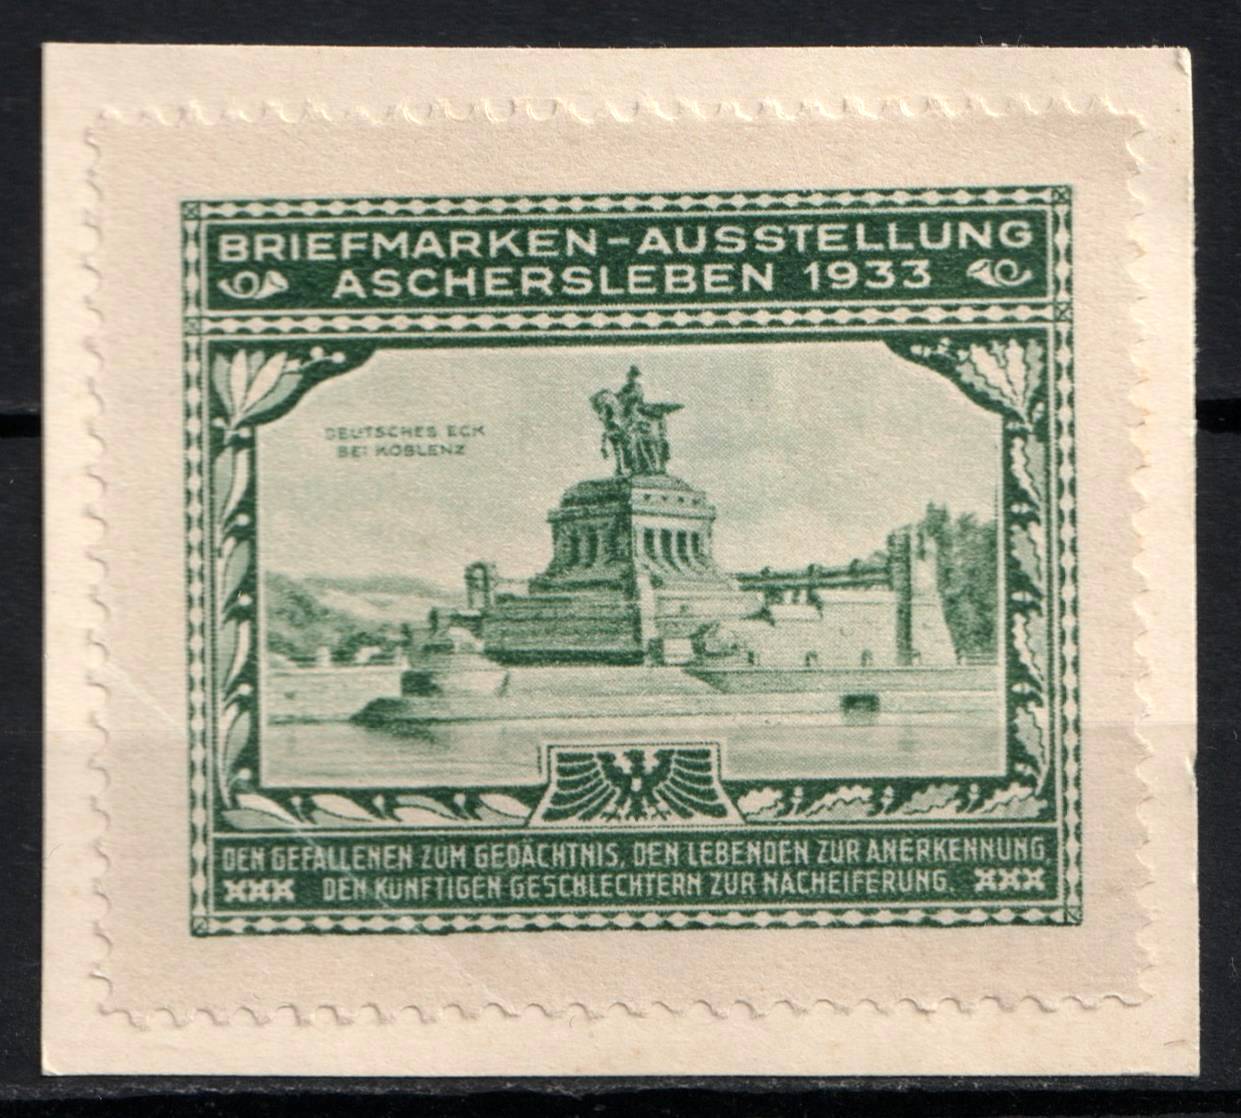 BRIEFMARKEN-AUSSTELLUNG
ASCHERSLEBEN 1933
DEUTSCHES ECK
BEI KOBLENZ
DEN GEFALLENEN ZUM GEDÄCHTNIS, DEN LEBENDEN ZUR ANERKENNUNG,
DEN KÜNFTIGEN GESCHLECHTERN ZUR NACHEIFERUNG.